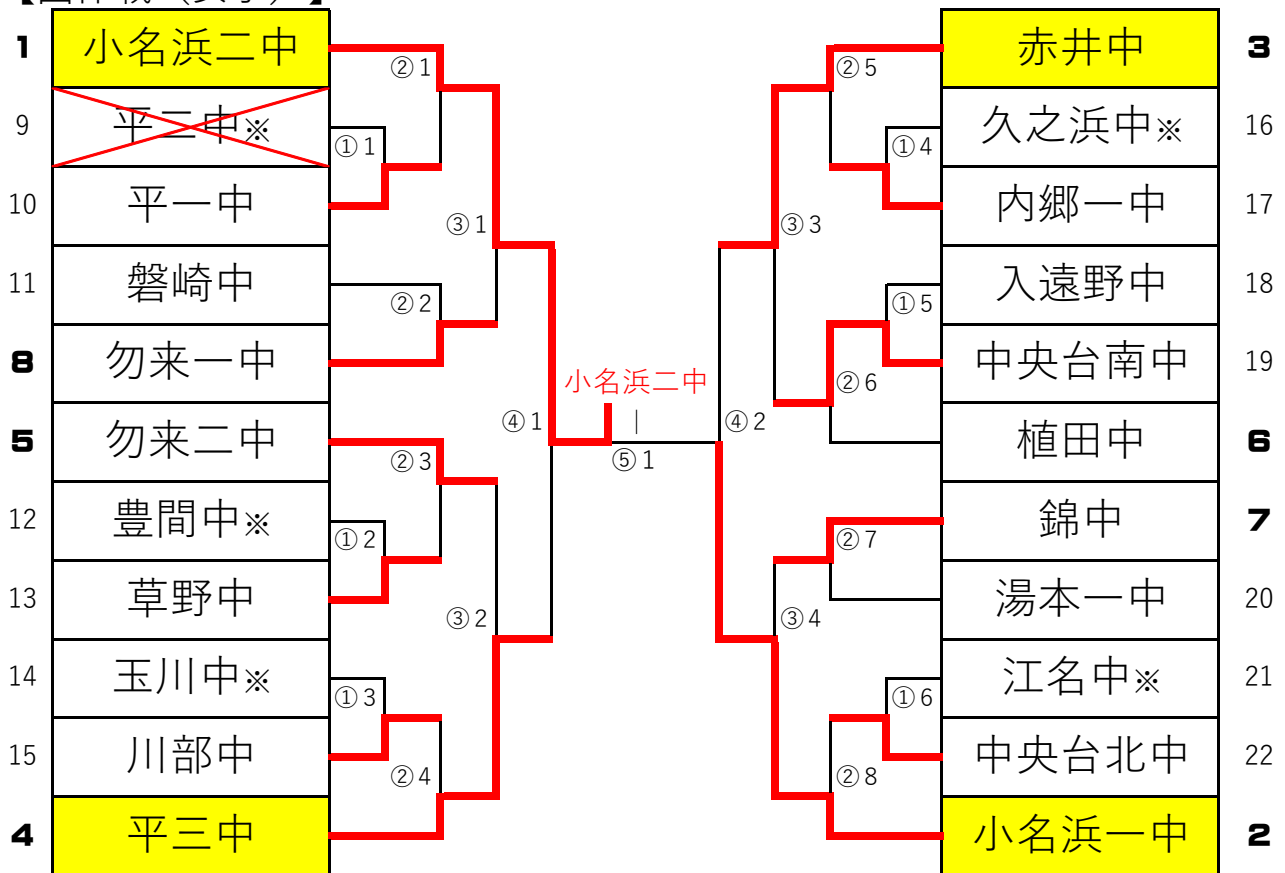 1 小名浜二中
9 平二中※
10 平一中
11 磐崎中
8 勿来一中
5 勿来二中
12 豊間中※
13 草野中
14 玉川中※
15 川部中
4 平三中
②1
①1
③1
②2
④1
②3
①2
③2
①3
②4
小名浜二中
⑤1
②5
①4
③3
①5
②6
④2
②7
③4
①6
②8
赤井中 3
久之浜中※ 16
内郷一中 17
入遠野中 18
中央台南中 19
植田中 6
錦中 7
湯本一中 20
江名中※ 21
中央台北中 22
小名浜一中 2